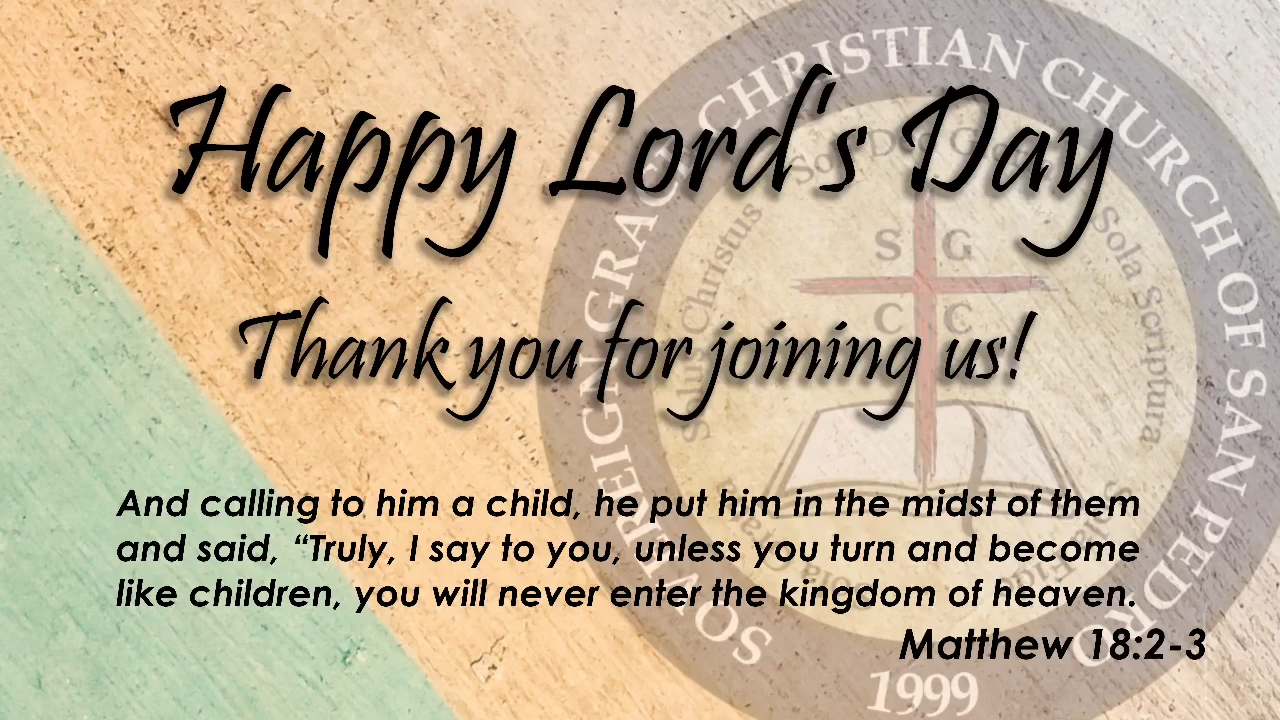 Happy Lord's Day
Thank you for joining us!
And calling to him a child, he put him in the midst of them
and said, “Truly, I say to you, unless you turn and become
like children, you will never enter the kingdom of heaven.
Matthew 18:2-3
SOVEREIGN GRACE CHRISTIAN CHURCH OF SAN PEDRO
1999
Solus Christus
Sola Scriptura
S G
C C